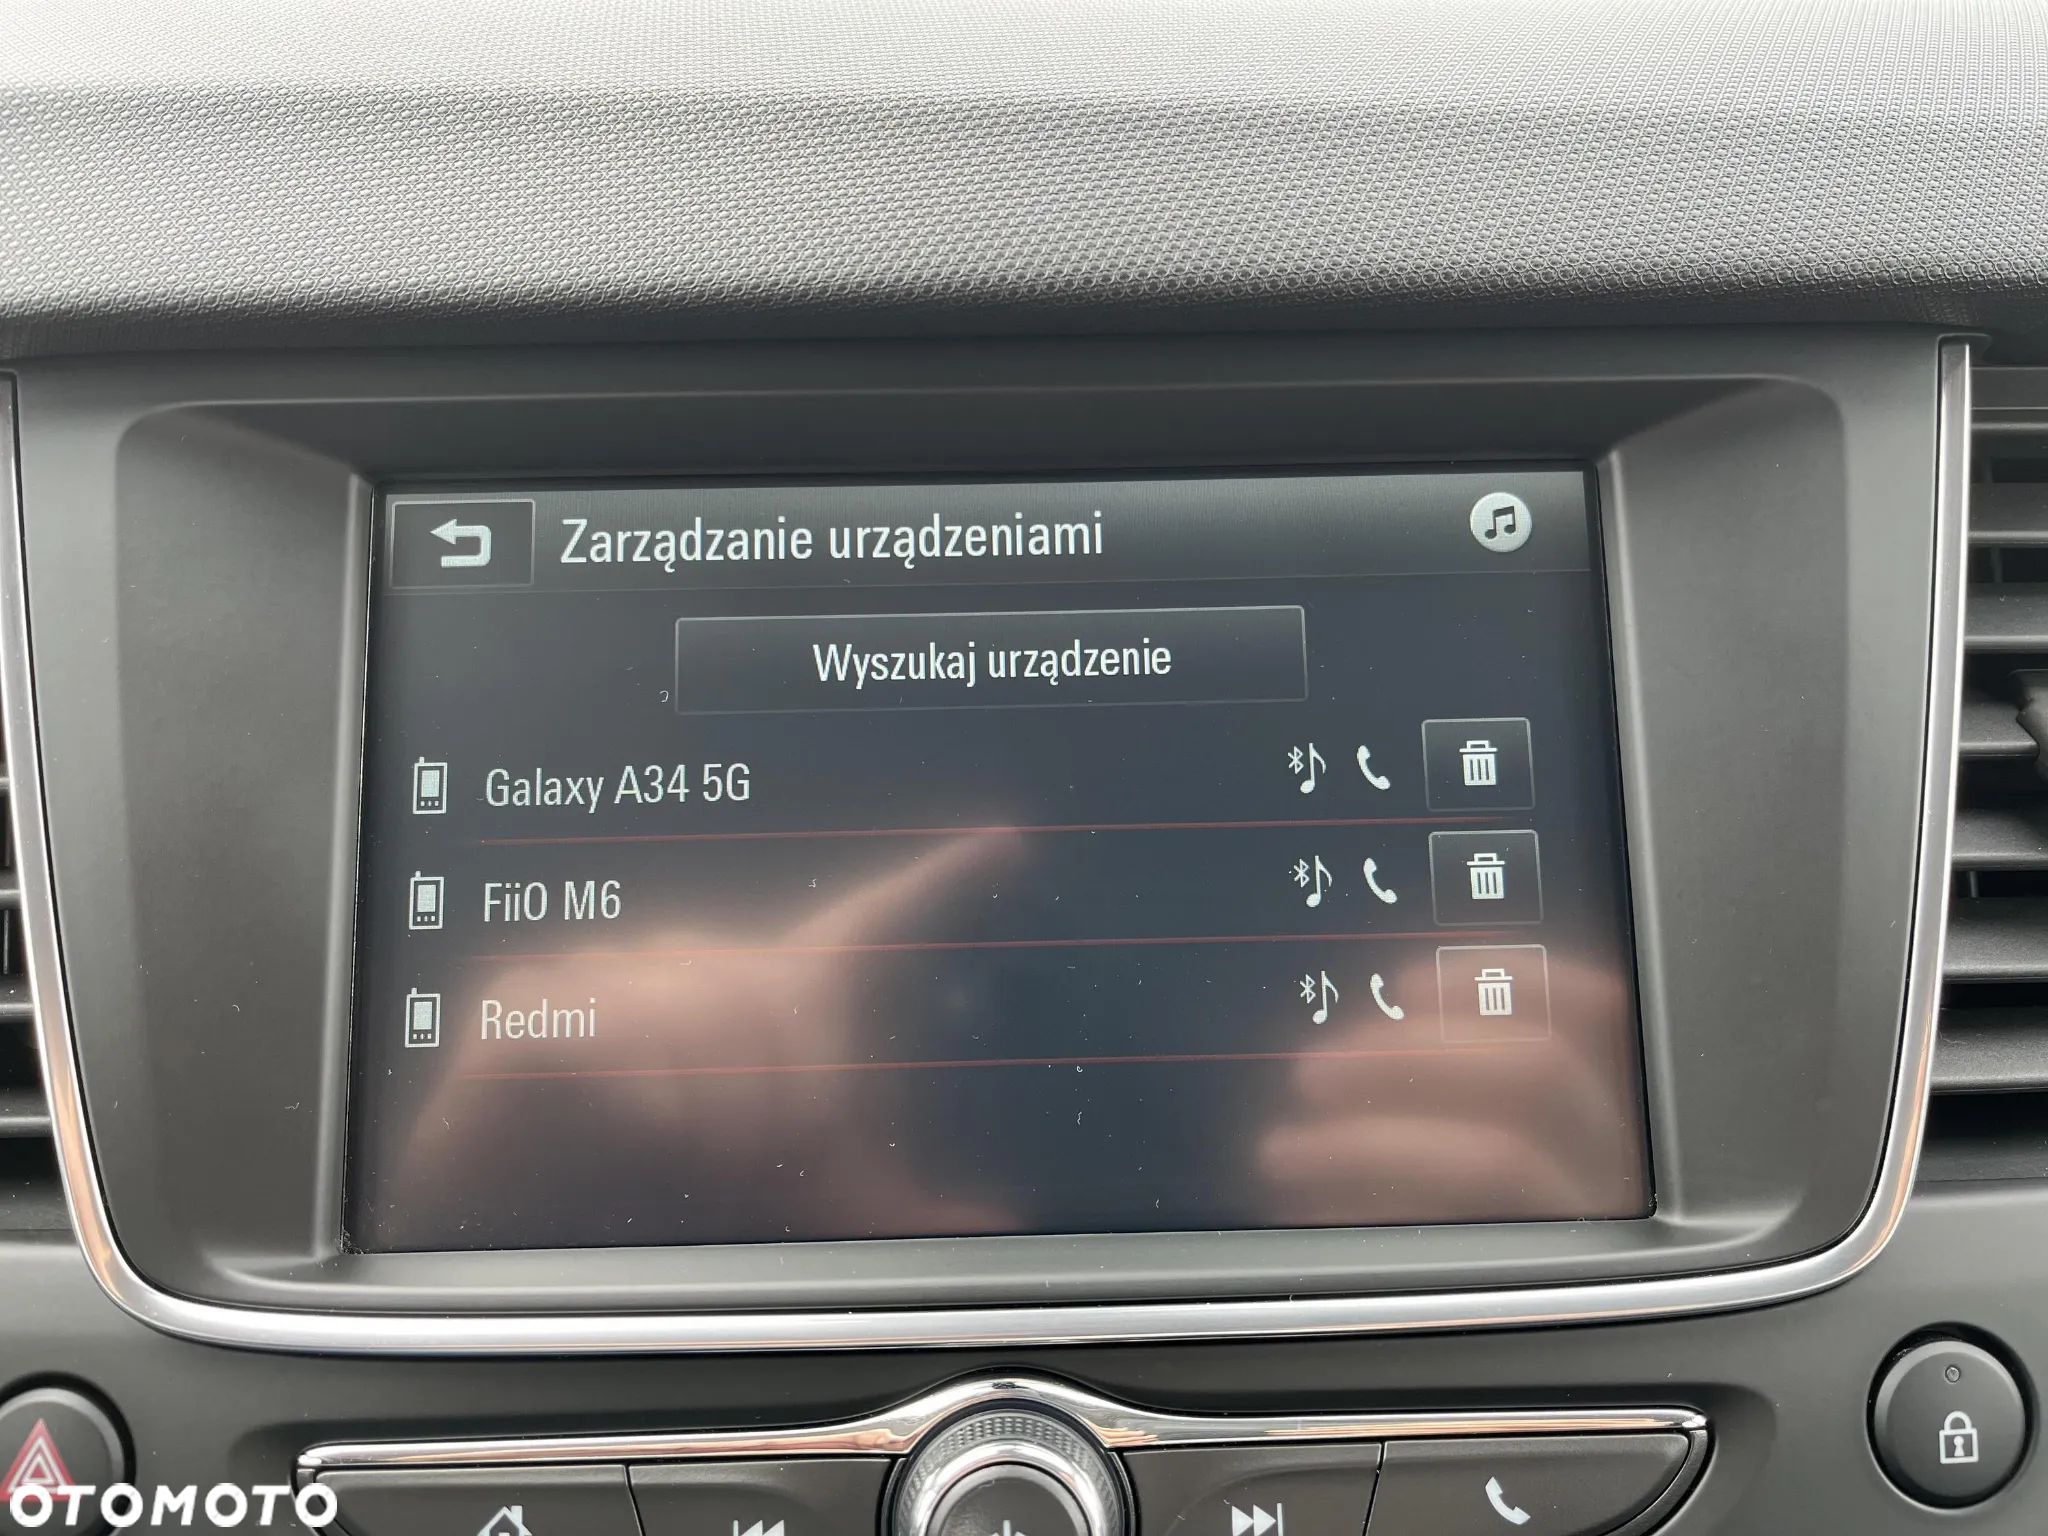 Zarządzanie urządzeniami
Wyszukaj urządzenie
Galaxy A34 5G
FiiO M6
Redmi
OTOMOTO